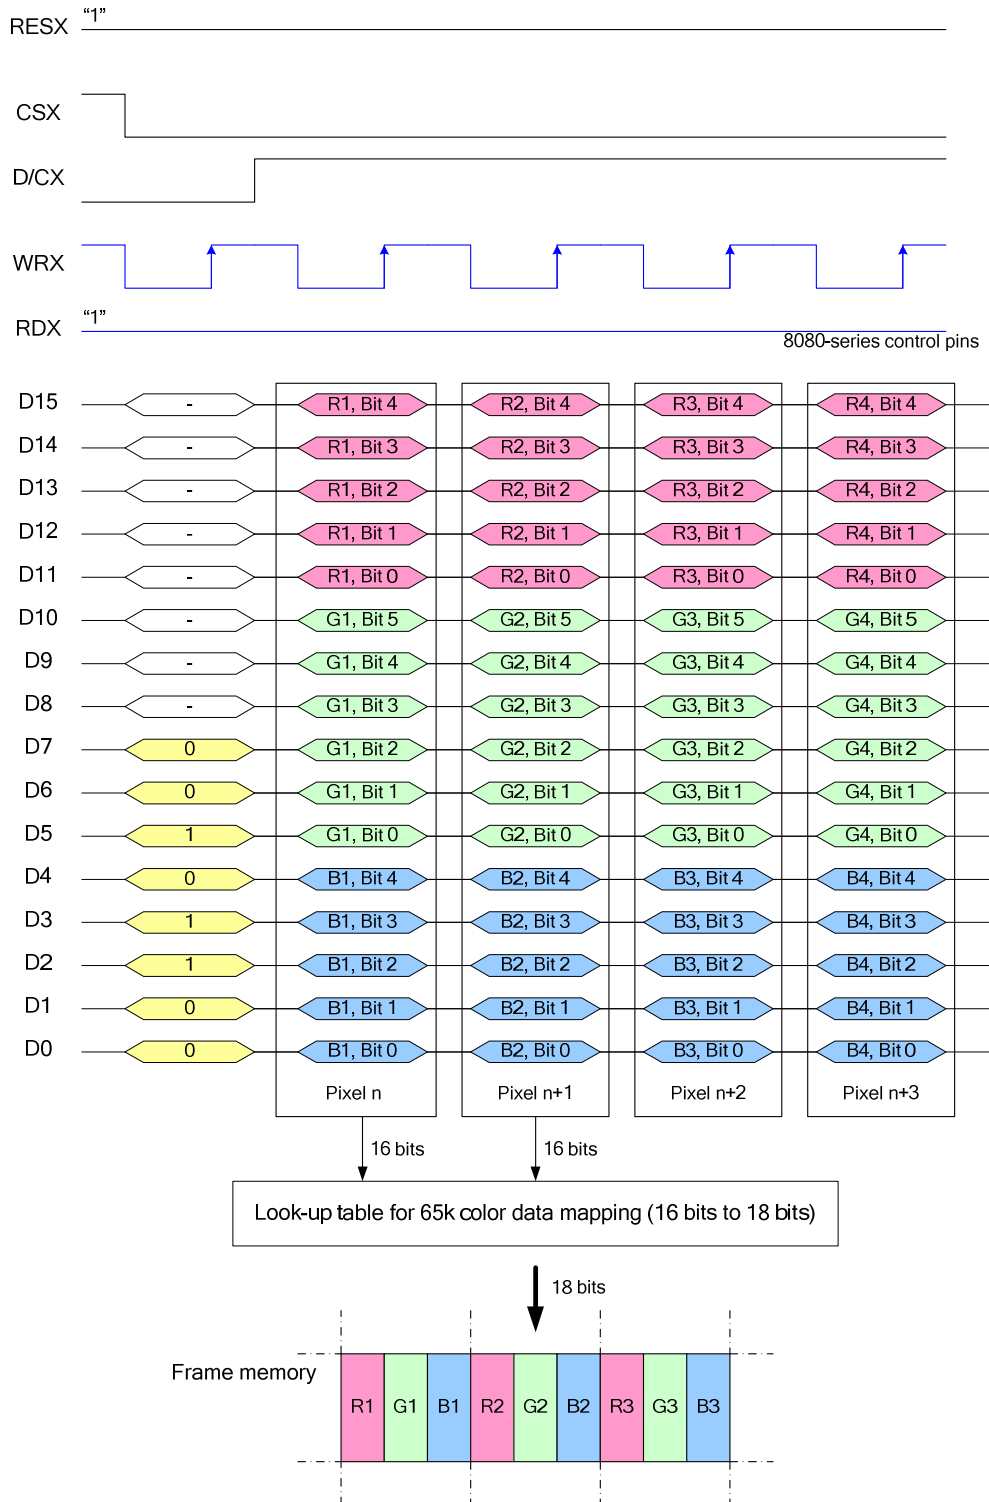 RESX "1"
CSX
D/CX
WRX
RDX "1"
8080-series control pins
D15 - R1, Bit 4 R2, Bit 4 R3, Bit 4 R4, Bit 4
D14 - R1, Bit 3 R2, Bit 3 R3, Bit 3 R4, Bit 3
D13 - R1, Bit 2 R2, Bit 2 R3, Bit 2 R4, Bit 2
D12 - R1, Bit 1 R2, Bit 1 R3, Bit 1 R4, Bit 1
D11 - R1, Bit 0 R2, Bit 0 R3, Bit 0 R4, Bit 0
D10 - G1, Bit 5 G2, Bit 5 G3, Bit 5 G4, Bit 5
D9 - G1, Bit 4 G2, Bit 4 G3, Bit 4 G4, Bit 4
D8 - G1, Bit 3 G2, Bit 3 G3, Bit 3 G4, Bit 3
D7 0 G1, Bit 2 G2, Bit 2 G3, Bit 2 G4, Bit 2
D6 0 G1, Bit 1 G2, Bit 1 G3, Bit 1 G4, Bit 1
D5 1 G1, Bit 0 G2, Bit 0 G3, Bit 0 G4, Bit 0
D4 0 B1, Bit 4 B2, Bit 4 B3, Bit 4 B4, Bit 4
D3 1 B1, Bit 3 B2, Bit 3 B3, Bit 3 B4, Bit 3
D2 1 B1, Bit 2 B2, Bit 2 B3, Bit 2 B4, Bit 2
D1 0 B1, Bit 1 B2, Bit 1 B3, Bit 1 B4, Bit 1
D0 0 B1, Bit 0 B2, Bit 0 B3, Bit 0 B4, Bit 0
Pixel n Pixel n+1 Pixel n+2 Pixel n+3
16 bits 16 bits
Look-up table for 65k color data mapping (16 bits to 18 bits)
18 bits
Frame memory
R1 G1 B1 R2 G2 B2 R3 G3 B3